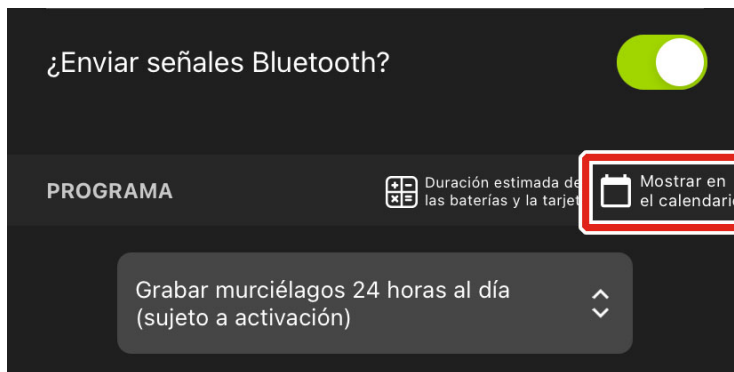 ¿Enviar señales Bluetooth?
PROGRAMA
Duración estimada de
las baterías y la tarjet
Mostrar en
el calendario
Grabar murciélagos 24 horas al día
(sujeto a activación)